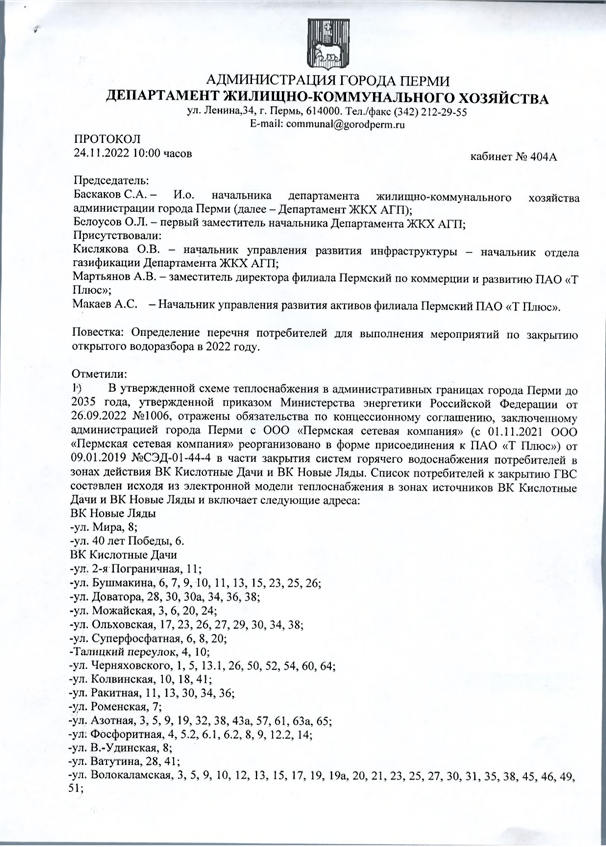 АДМИНИСТРАЦИЯ ГОРОДА ПЕРМИ
ДЕПАРТАМЕНТ ЖИЛИЩНО-КОММУНАЛЬНОГО ХОЗЯЙСТВА
ул. Ленина,34, г. Пермь, 614000. Тел./факс (342) 212-29-55
E-mail: communal@gorodperm.ru
ПРОТОКОЛ
24.11.2022 10:00 часов
кабинет № 404А
Председатель:
Баскаков С.А. – И.о. начальника департамента жилищно-коммунального хозяйства
администрации города Перми (далее – Департамент ЖКХ АГП);
Белоусов О.Л. – первый заместитель начальника Департамента ЖКХ АГП;
Присутствовали:
Кислякова О.В. – начальник управления развития инфраструктуры – начальник отдела
газификации Департамента ЖКХ АГП;
Мартьянов А.В. – заместитель директора филиала Пермский по коммерции и развитию ПАО «Т
Плюс»;
Макаев А.С. – Начальник управления развития активов филиала Пермский ПАО «Т Плюс».
Повестка: Определение перечня потребителей для выполнения мероприятий по закрытию
открытого водоразбора в 2022 году.
Отметили:
1) В утвержденной схеме теплоснабжения в административных границах города Перми до
2035 года, утвержденной приказом Министерства энергетики Российской Федерации от
26.09.2022 №1006, отражены обязательства по концессионному соглашению, заключенному
администрацией города Перми с ООО «Пермская сетевая компания» (с 01.11.2021 ООО
«Пермская сетевая компания» реорганизовано в форме присоединения к ПАО «Т Плюс») от
09.01.2019 №СЭД-01-44-4 в части закрытия систем горячего водоснабжения потребителей в
зонах действия ВК Кислотные Дачи и ВК Новые Ляды. Список потребителей к закрытию ГВС
составлен исходя из электронной модели теплоснабжения в зонах источников ВК Кислотные
Дачи и ВК Новые Ляды и включает следующие адреса:
ВК Новые Ляды
-ул. Мира, 8;
-ул. 40 лет Победы, 6.
ВК Кислотные Дачи
-ул. 2-я Пограничная, 11;
-ул. Бушмакина, 6, 7, 9, 10, 11, 13, 15, 23, 25, 26;
-ул. Доватора, 28, 30, 30а, 34, 36, 38;
-ул. Можайская, 3, 6, 20, 24;
-ул. Ольховская, 17, 23, 26, 27, 29, 30, 34, 38;
-ул. Суперфосфатная, 6, 8, 20;
-Талицкий переулок, 4, 10;
-ул. Черняховского, 1, 5, 13.1, 26, 50, 52, 54, 60, 64;
-ул. Колвинская, 10, 18, 41;
-ул. Ракитная, 11, 13, 30, 34, 36;
-ул. Роменская, 7;
-ул. Азотная, 3, 5, 9, 19, 32, 38, 43а, 57, 61, 63а, 65;
-ул. Фосфоритная, 4, 5.2, 6.1, 6.2, 8, 9, 12.2, 14;
-ул. В.-Удинская, 8;
-ул. Ватутина, 28, 41;
-ул. Волокаламская, 3, 5, 9, 10, 12, 13, 15, 17, 19, 19а, 20, 21, 23, 25, 27, 30, 31, 35, 38, 45, 46, 49,
51;